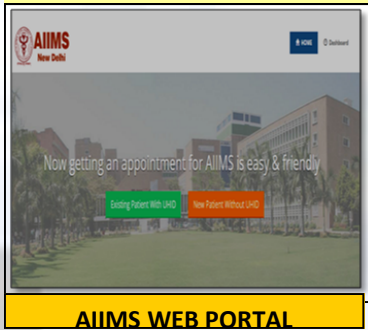 AIIMS
New Delhi
HOME Dashboard
Now getting an appointment for AIIMS is easy & friendly
Existing Patient With UHID New Patient Without UHID
AIIMS WEB PORTAL